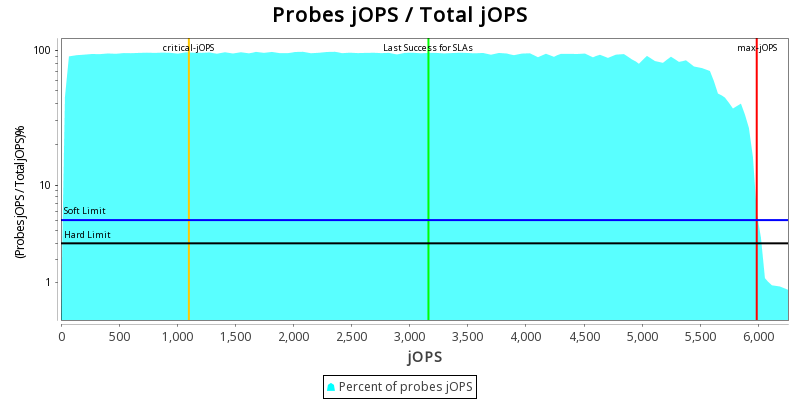 Probes jOPS / Total jOPS
(Probes jOPS / Total jOPS)%
100
10
1
critical-jOPS
Last Success for SLAs
max-jOPS
Soft Limit
Hard Limit
0 500 1,000 1,500 2,000 2,500 3,000 3,500 4,000 4,500 5,000 5,500 6,000
jOPS
Percent of probes jOPS